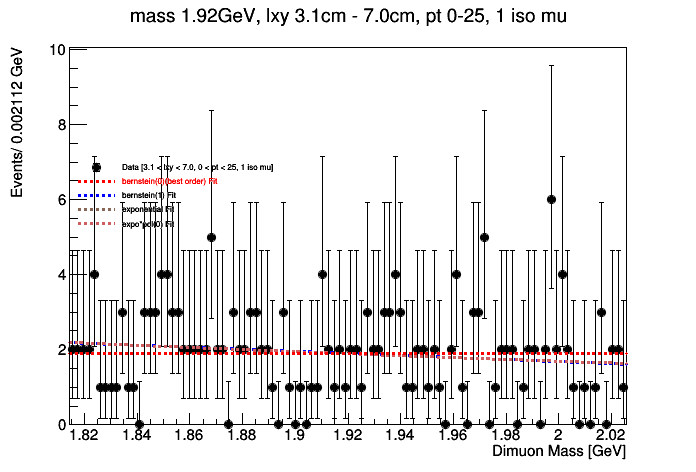 mass 1.92GeV, lxy 3.1cm - 7.0cm, pt 0-25, 1 iso mu
Events/ 0.002112 GeV
10
8
6
4
2
0
Data [3.1 < lxy < 7.0, 0 < pt < 25, 1 iso mu]
bernstein(0)(best order) Fit
bernstein(1) Fit
exponential Fit
expo*pol(0) Fit
1.82 1.84 1.86 1.88 1.9 1.92 1.94 1.96 1.98 2 2.02
Dimuon Mass [GeV]